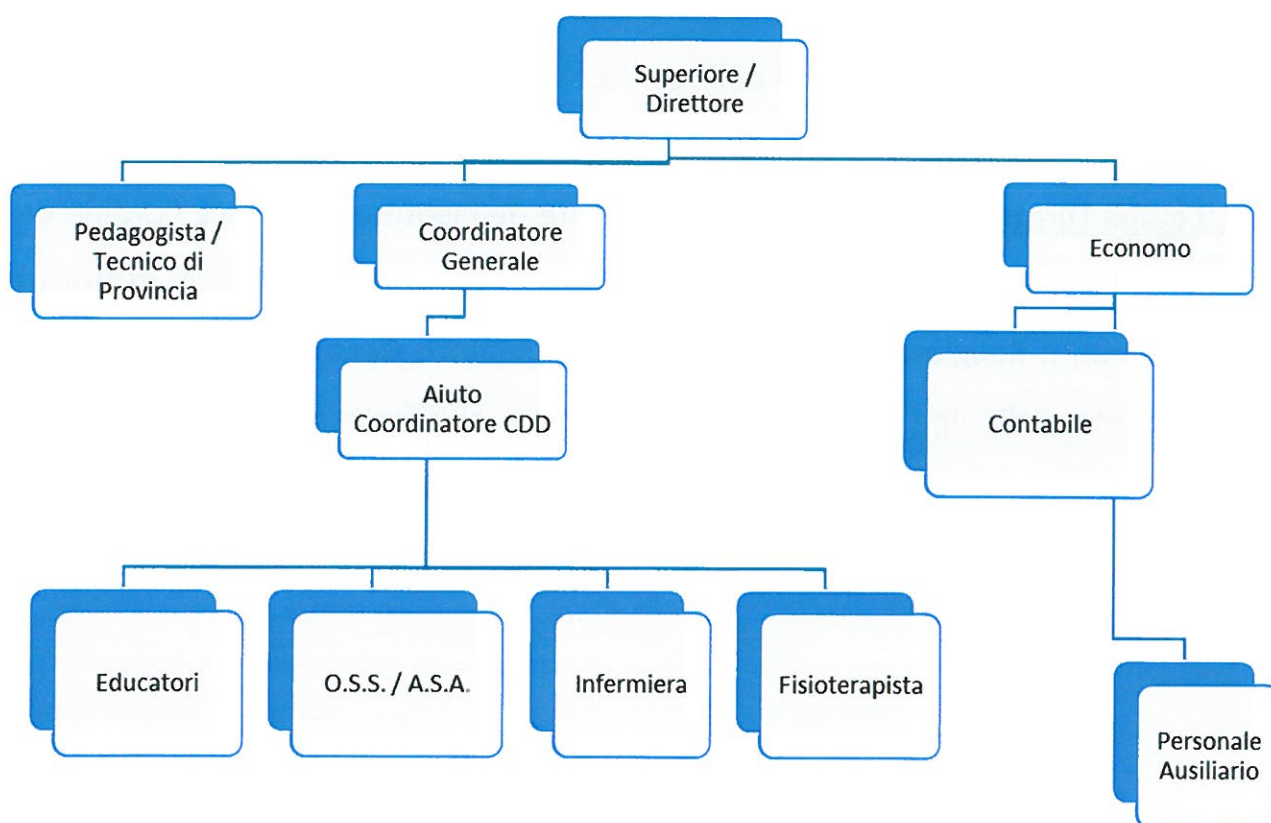 Superiore /
Direttore
Pedagogista /
Tecnico di
Provincia
Coordinatore
Generale
Economo
Aiuto
Coordinatore CDD
Contabile
Educatori
O.S.S. / A.S.A.
Infermiera
Fisioterapista
Personale
Ausiliario